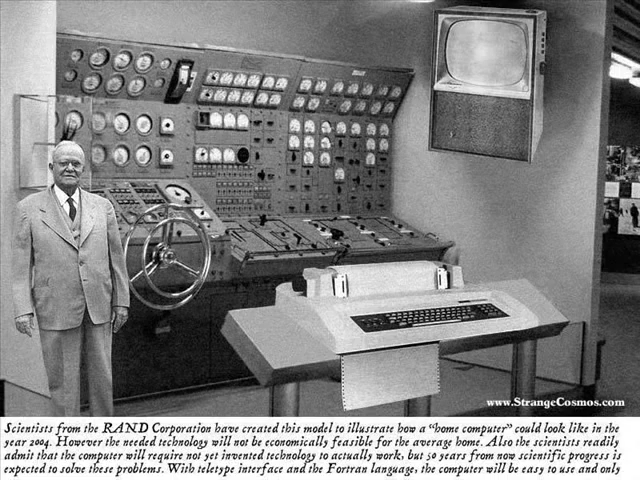 www.StrangeCosmos.com
Scientists from the RAND Corporation have created this model to illustrate how a "home computer" could look like in the
year 2004. However the needed technology will not be economically feasible for the average home. Also the scientists readily
admit that the computer will require not yet invented technology to actually work, but 50 years from now scientific progress is
expected to solve these problems. With teletype interface and the Fortran language, the computer will be easy to use and only